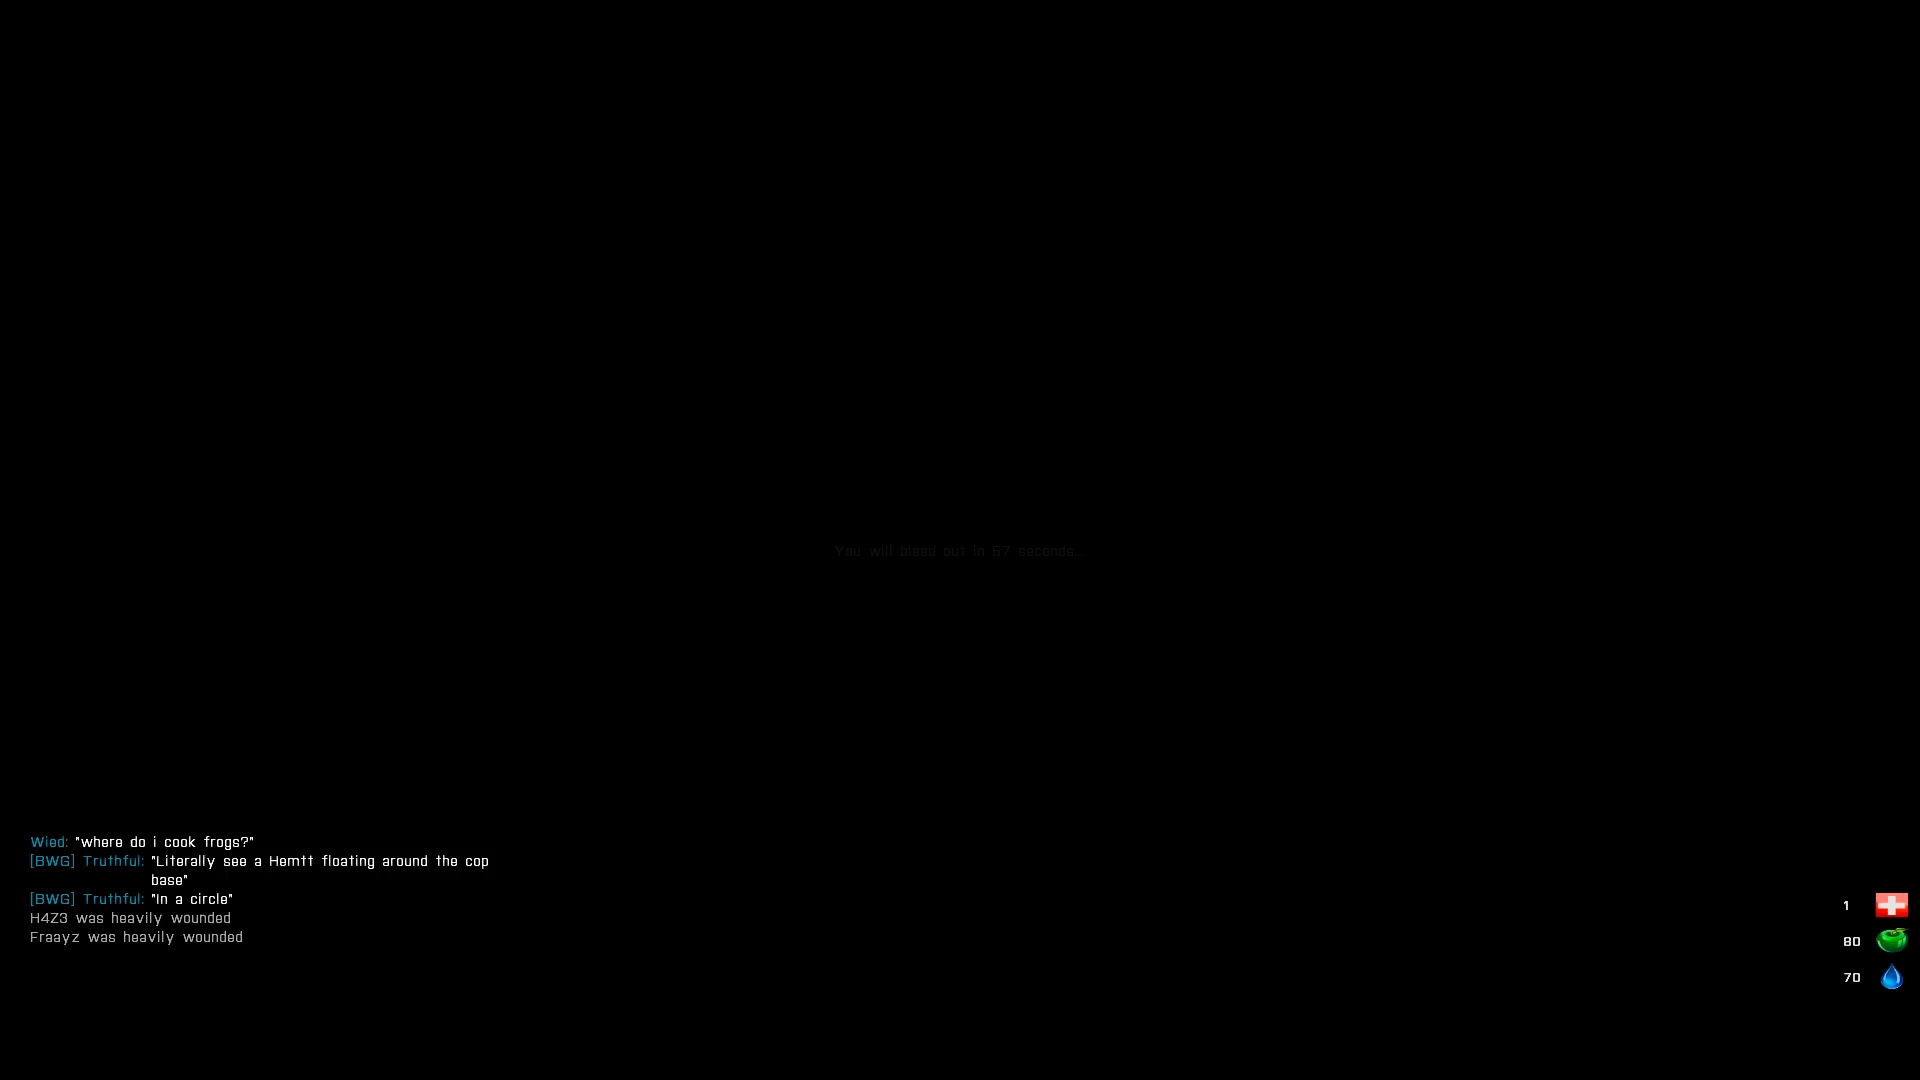 You will bleed out in 57 seconds...
Wied: "where do i cook frogs?"
[BWG] Truthful: "Literally see a Hemtt floating around the cop
base"
[BWG] Truthful: "In a circle"
H4Z3 was heavily wounded
Fraayz was heavily wounded
1
80
70